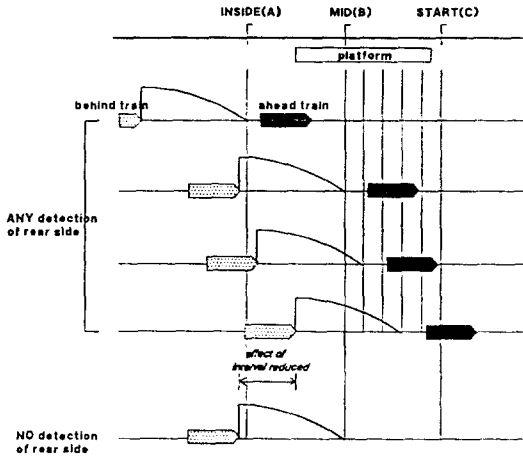 INSIDE(A) MID(B) START(C)
platform
behind train ahead train
ANY detection
of rear side
effect of
interval reduced
NO detection
of rear side